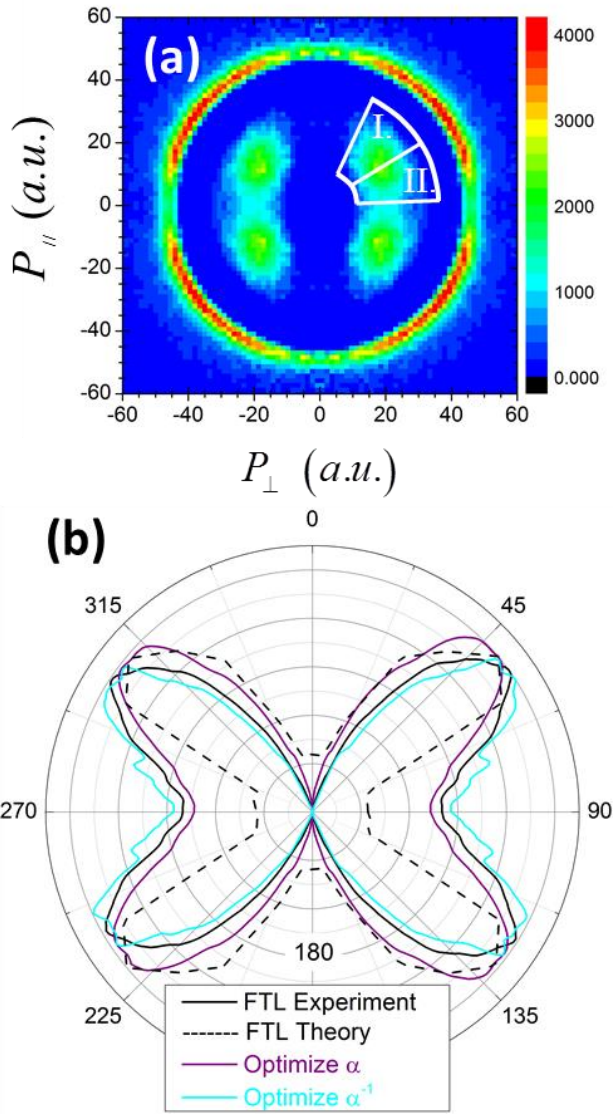 (a)
60
40
20
0
-20
-40
-60
P// (a.u.)
I.
II.
4000
3000
2000
1000
0.000
-60 -40 -20 0 20 40 60
P⊥ (a.u.)
(b)
0
315 45
270 90
225 180 135
FTL Experiment
FTL Theory
Optimize α
Optimize α⁻¹